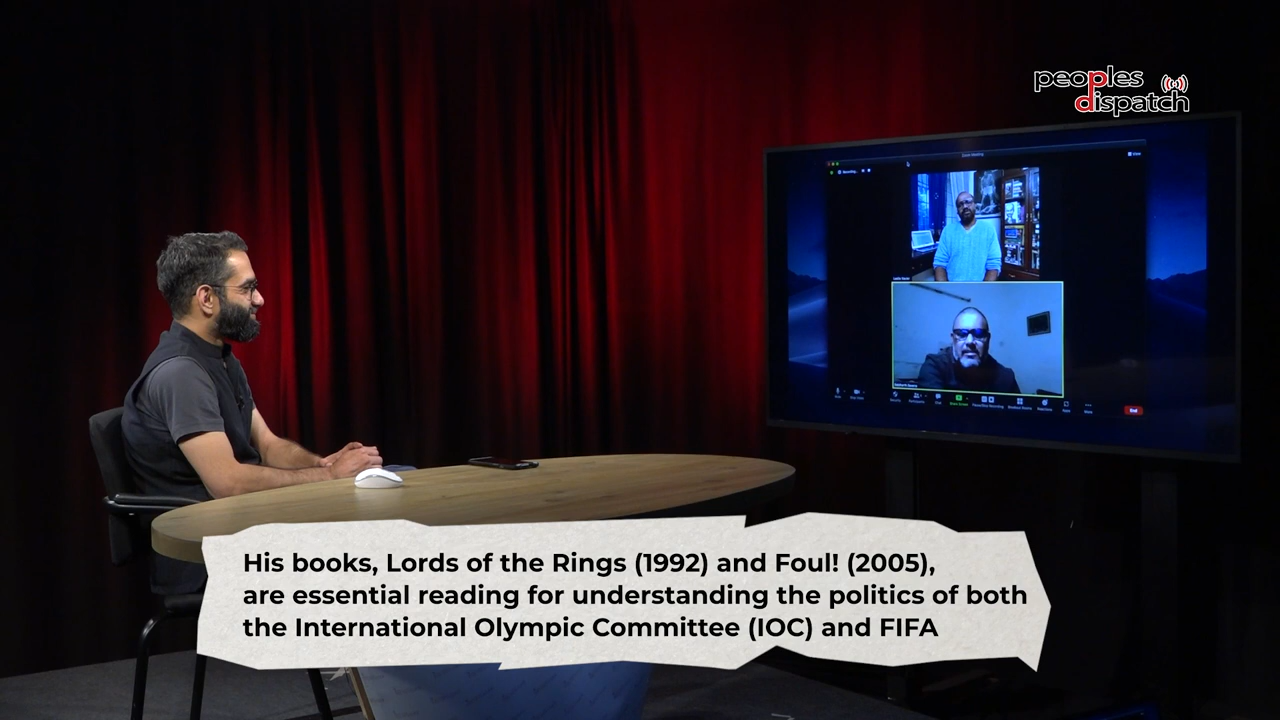 peoples
dispatch
His books, Lords of the Rings (1992) and Foul! (2005),
are essential reading for understanding the politics of both
the International Olympic Committee (IOC) and FIFA